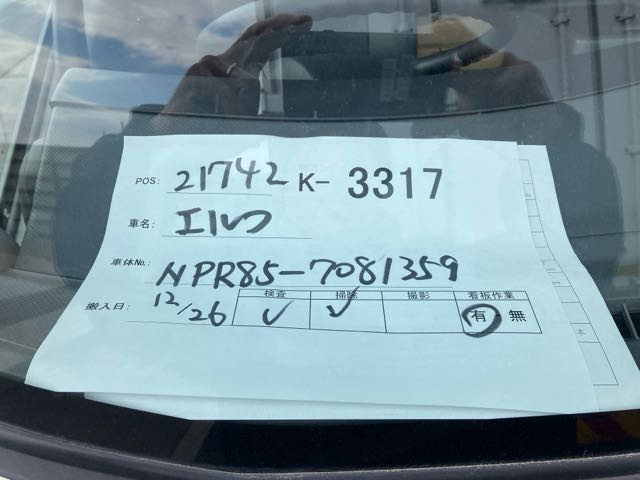 POS: 21742 K- 3317
車名: エルフ
車体No.: NPR85-7081359
搬入日: 12/26 検査 掃除 撮影 看板作業
✓ ✓ 有 ・ 無
本